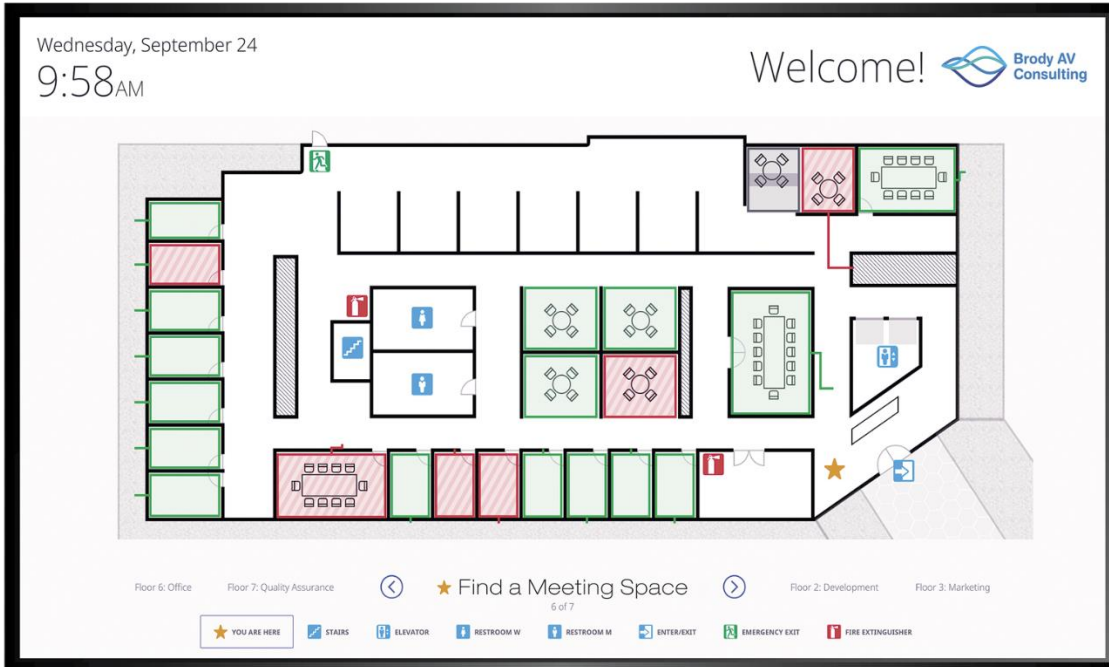 Wednesday, September 24
9:58AM
Welcome!
Brody AV
Consulting
Floor 6: Office
Floor 7: Quality Assurance
Find a Meeting Space
6 of 7
Floor 2: Development
Floor 3: Marketing
YOU ARE HERE
STAIRS
ELEVATOR
RESTROOM W
RESTROOM M
ENTER/EXIT
EMERGENCY EXIT
FIRE EXTINGUISHER